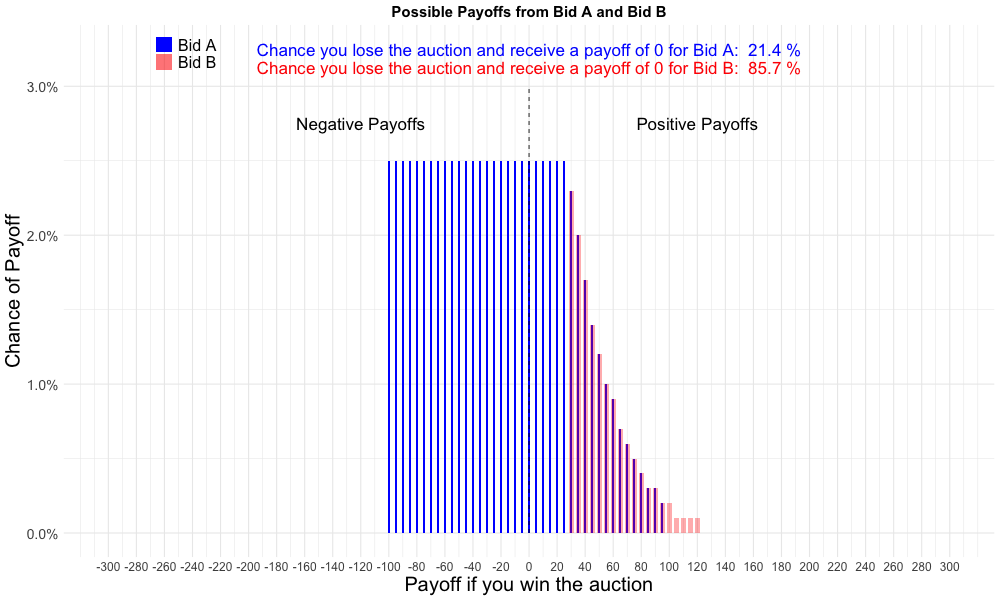 Possible Payoffs from Bid A and Bid B
Bid A
Bid B
Chance you lose the auction and receive a payoff of 0 for Bid A: 21.4 %
Chance you lose the auction and receive a payoff of 0 for Bid B: 85.7 %
Negative Payoffs
Positive Payoffs
Chance of Payoff
3.0%
2.0%
1.0%
0.0%
-300 -280 -260 -240 -220 -200 -180 -160 -140 -120 -100 -80 -60 -40 -20 0 20 40 60 80 100 120 140 160 180 200 220 240 260 280 300
Payoff if you win the auction